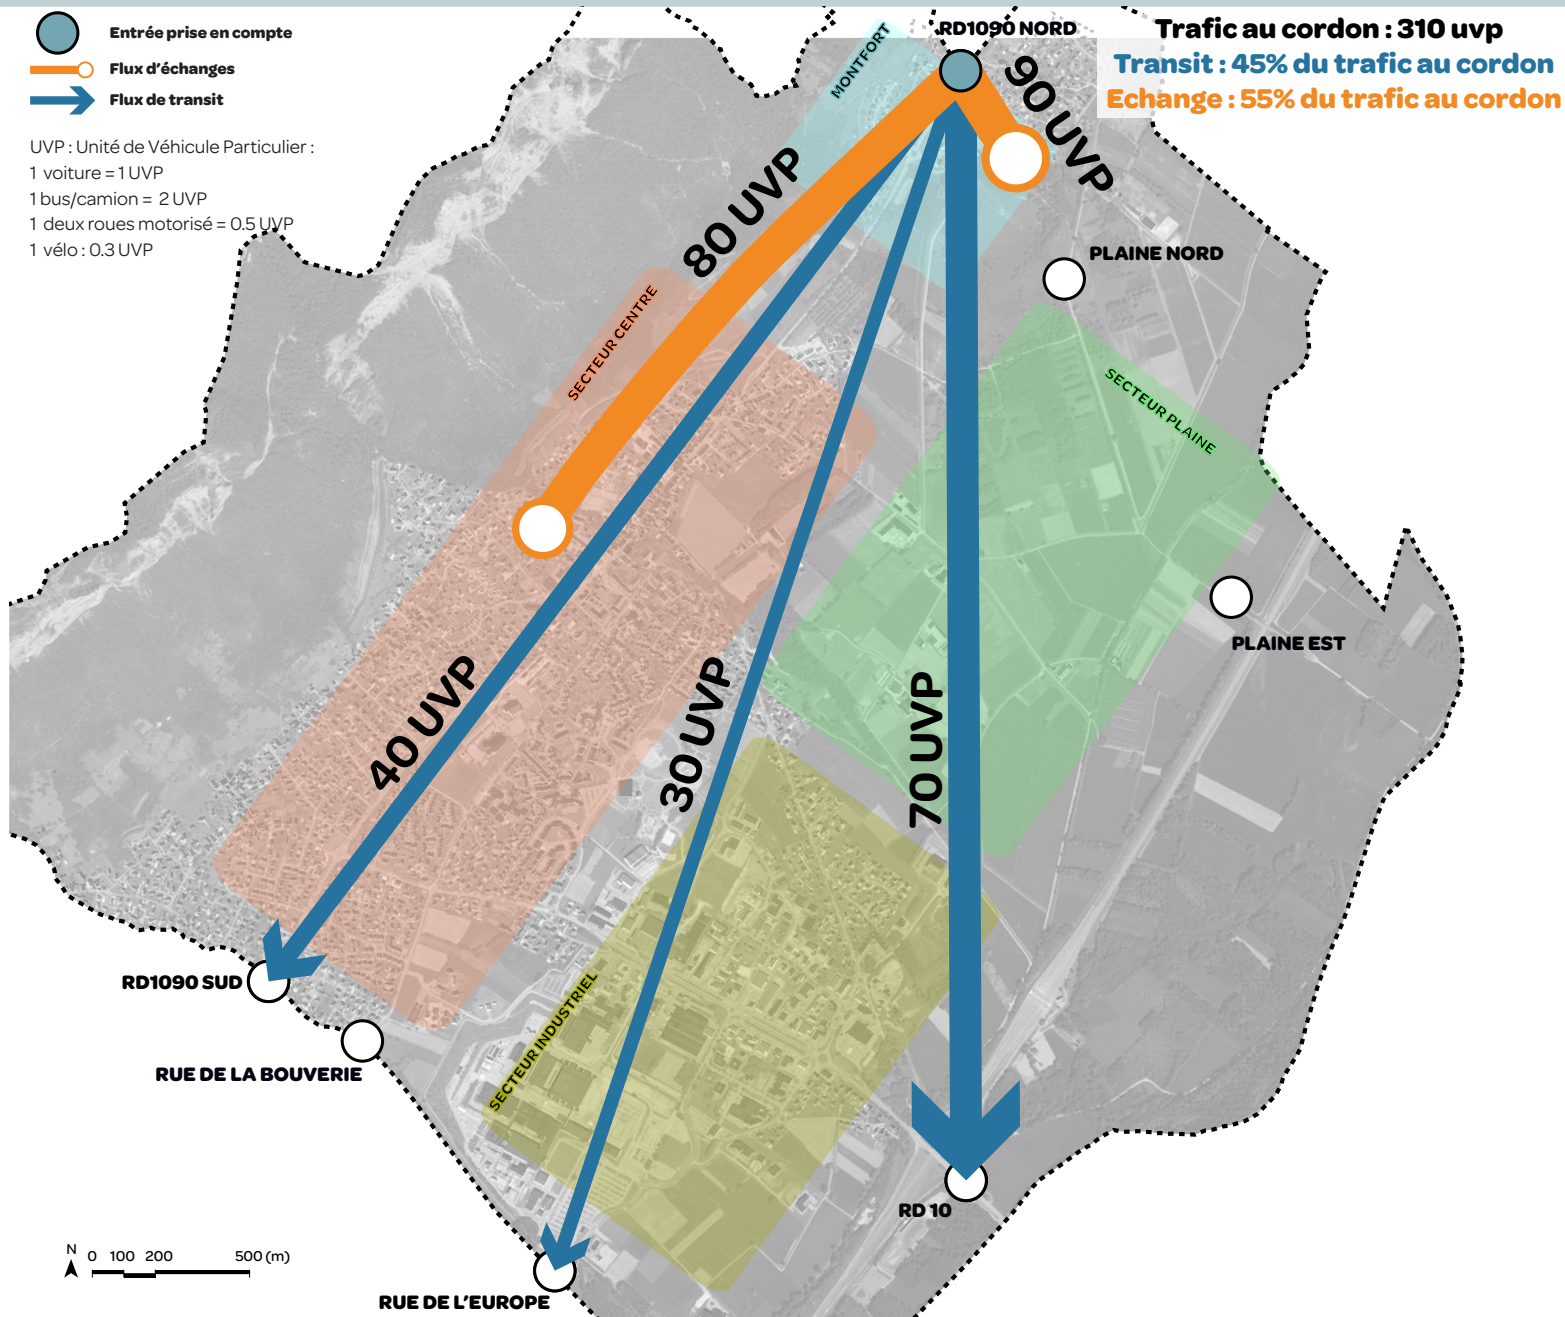 Entrée prise en compte
Flux d'échanges
Flux de transit
UVP : Unité de Véhicule Particulier :
1 voiture = 1 UVP
1 bus/camion = 2 UVP
1 deux roues motorisé = 0.5 UVP
1 vélo : 0.3 UVP
RD1090 NORD
Trafic au cordon : 310 uvp
Transit : 45% du trafic au cordon
Echange : 55% du trafic au cordon
MONTFORT
90 UVP
80 UVP
PLAINE NORD
SECTEUR CENTRE
SECTEUR PLAINE
PLAINE EST
40 UVP
30 UVP
70 UVP
RD1090 SUD
SECTEUR INDUSTRIEL
RUE DE LA BOUVERIE
RD 10
N 0 100 200 500 (m)
RUE DE L'EUROPE